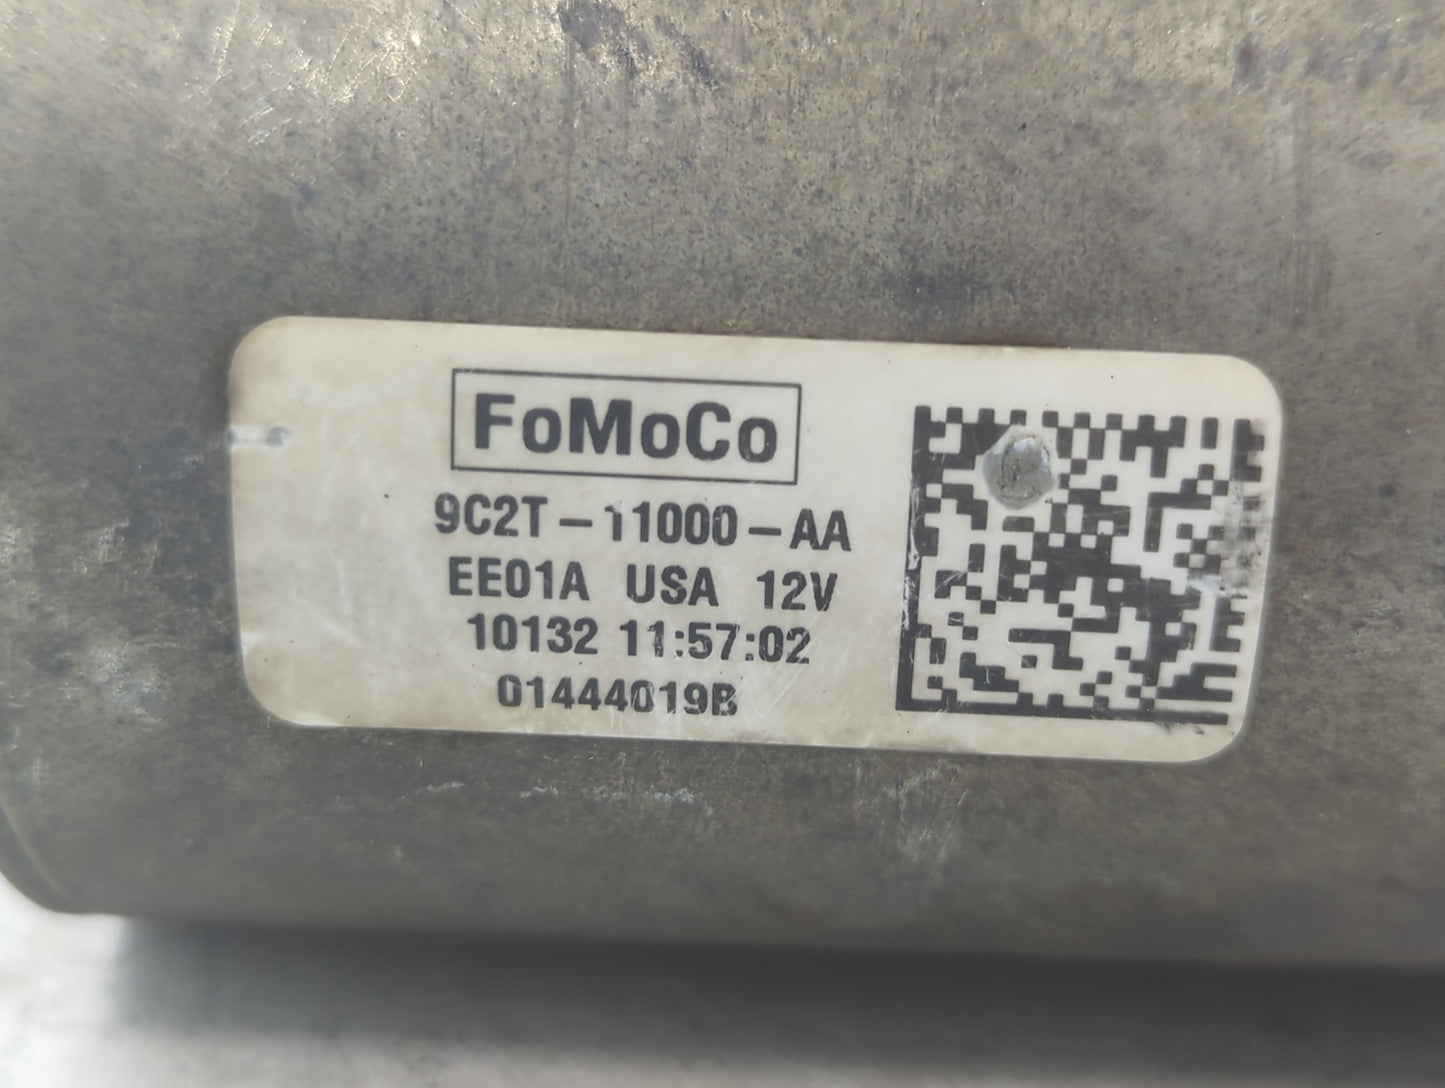 FoMoCo
9C2T-11000-AA
EE01A USA 12V
10132 11:57:02
01444019B